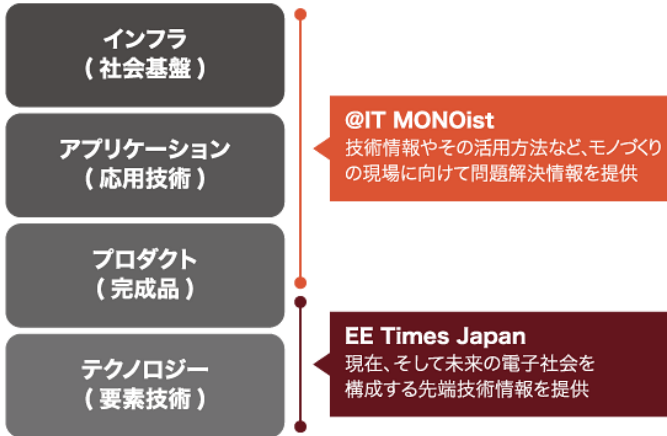 インフラ
( 社会基盤 )
アプリケーション
( 応用技術 )
プロダクト
( 完成品 )
テクノロジー
( 要素技術 )
@IT MONOist
技術情報やその活用方法など、モノづくり
の現場に向けて問題解決情報を提供
EE Times Japan
現在、そして未来の電子社会を
構成する先端技術情報を提供